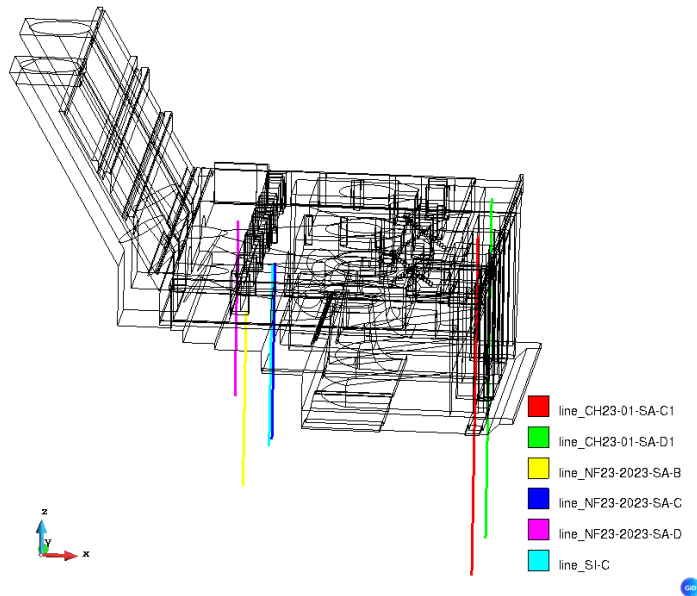 line_CH23-01-SA-C1
line_CH23-01-SA-D1
line_NF23-2023-SA-B
line_NF23-2023-SA-C
line_NF23-2023-SA-D
line_SI-C
z
y
x
GiD